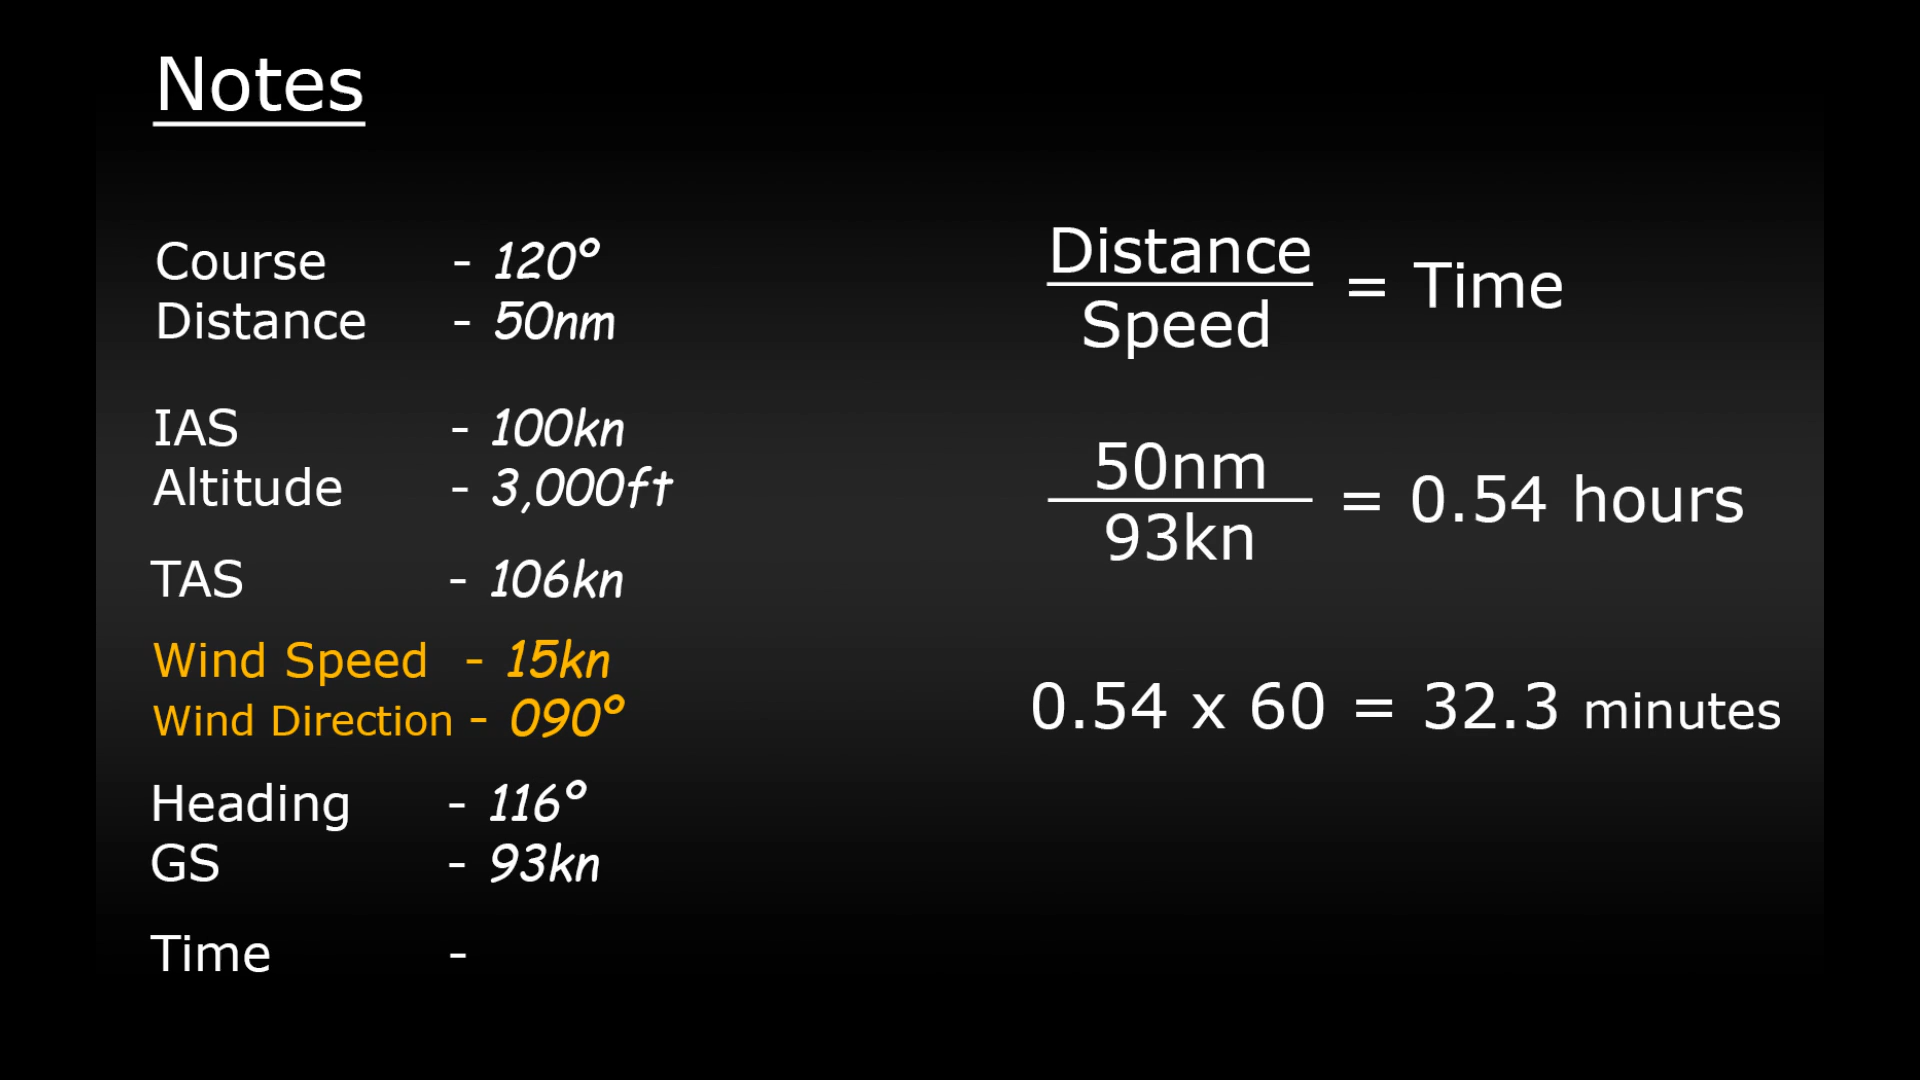 Notes
Course - 120°
Distance - 50nm
IAS - 100kn
Altitude - 3,000ft
TAS - 106kn
Wind Speed - 15kn
Wind Direction - 090°
Heading - 116°
GS - 93kn
Time -
Distance
Speed
= Time
50nm
93kn
= 0.54 hours
0.54 x 60 = 32.3 minutes